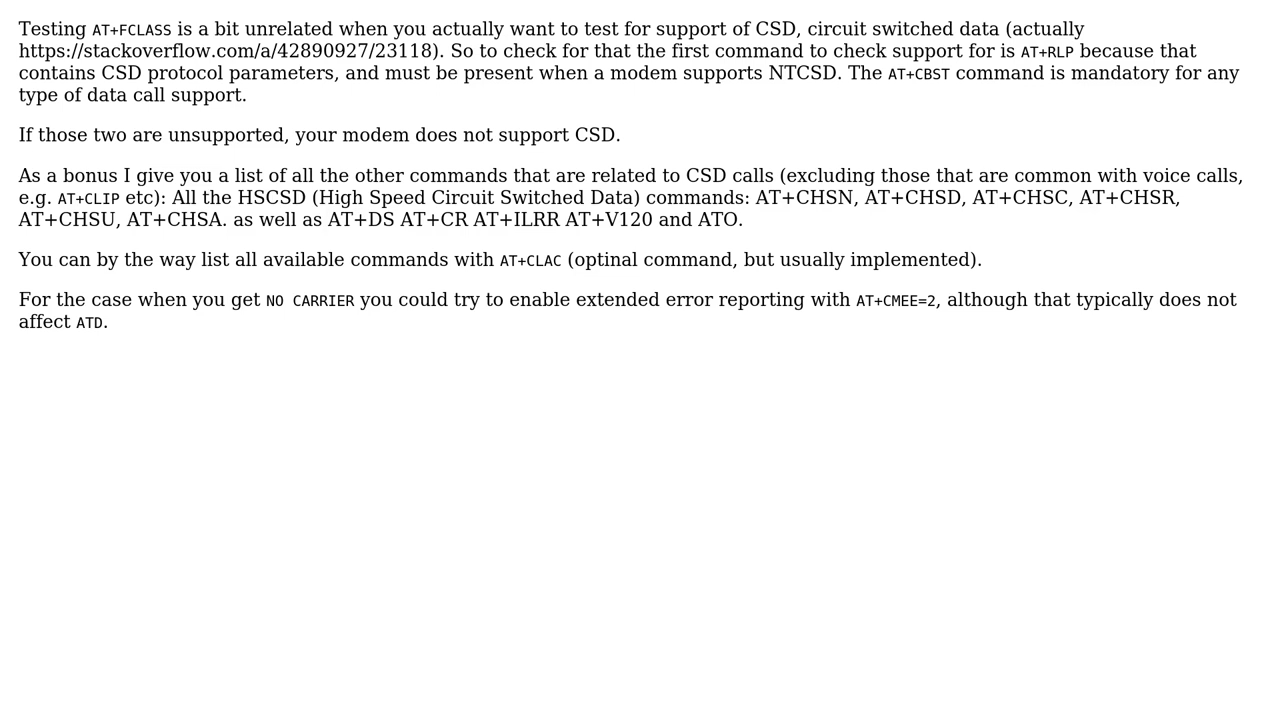 Testing AT+FCLASS is a bit unrelated when you actually want to test for support of CSD, circuit switched data (actually
https://stackoverflow.com/a/42890927/23118). So to check for that the first command to check support for is AT+RLP because that
contains CSD protocol parameters, and must be present when a modem supports NTCSD. The AT+CBST command is mandatory for any
type of data call support.
If those two are unsupported, your modem does not support CSD.
As a bonus I give you a list of all the other commands that are related to CSD calls (excluding those that are common with voice calls,
e.g. AT+CLIP etc): All the HSCSD (High Speed Circuit Switched Data) commands: AT+CHSN, AT+CHSD, AT+CHSC, AT+CHSR,
AT+CHSU, AT+CHSA. as well as AT+DS AT+CR AT+ILRR AT+V120 and ATO.
You can by the way list all available commands with AT+CLAC (optinal command, but usually implemented).
For the case when you get NO CARRIER you could try to enable extended error reporting with AT+CMEE=2, although that typically does not
affect ATD.